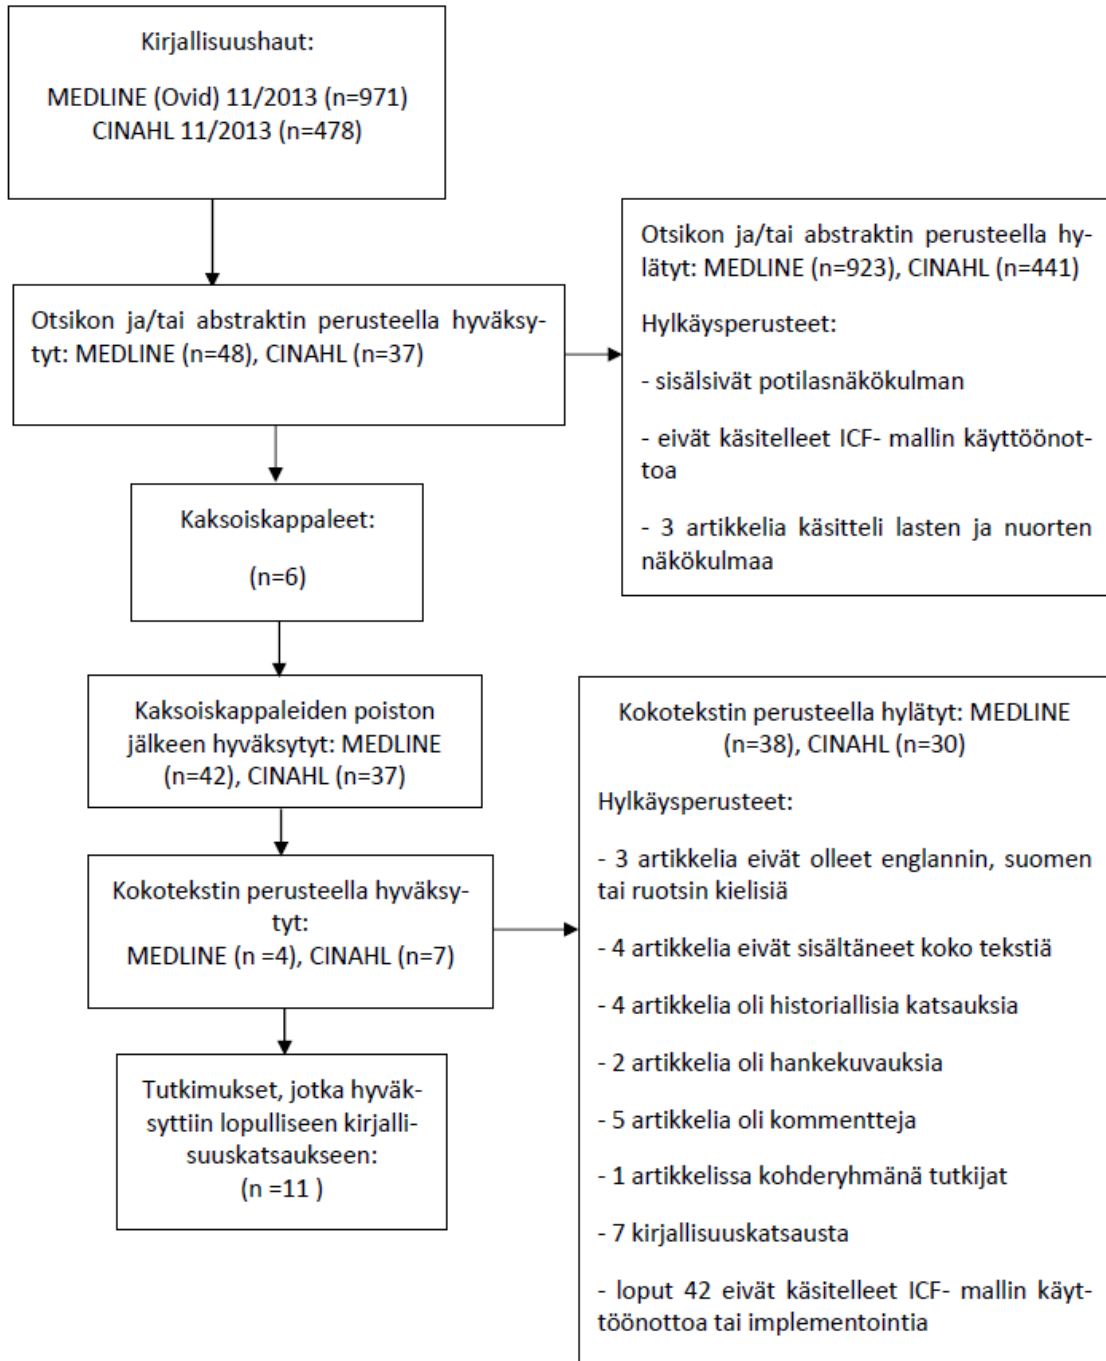 Kirjallisuushaut:
MEDLINE (Ovid) 11/2013 (n=971)
CINAHL 11/2013 (n=478)
Otsikon ja/tai abstraktin perusteella hy-
lätyt: MEDLINE (n=923), CINAHL (n=441)
Hylkäysperusteet:
- sisälsivät potilasnäkökulman
- eivät käsitelleet ICF- mallin käyttöönot-
toa
- 3 artikkelia käsitteli lasten ja nuorten
näkökulmaa
Otsikon ja/tai abstraktin perusteella hyväksy-
tyt: MEDLINE (n=48), CINAHL (n=37)
Kaksoiskappaleet:
(n=6)
Kaksoiskappaleiden poiston
jälkeen hyväksytyt: MEDLINE
(n=42), CINAHL (n=37)
Kokotekstin perusteella hylätyt: MEDLINE
(n=38), CINAHL (n=30)
Hylkäysperusteet:
- 3 artikkelia eivät olleet englannin, suomen
tai ruotsin kielisiä
- 4 artikkelia eivät sisältäneet koko tekstiä
- 4 artikkelia oli historiallisia katsauksia
- 2 artikkelia oli hankekuvauksia
- 5 artikkelia oli kommentteja
- 1 artikkelissa kohderyhmänä tutkijat
- 7 kirjallisuuskatsausta
- loput 42 eivät käsitelleet ICF- mallin käyt-
töönottoa tai implementointia
Kokotekstin perusteella hyväksy-
tyt:
MEDLINE (n =4), CINAHL (n=7)
Tutkimukset, jotka hyväk-
syttiin lopulliseen kirjalli-
suuskatsaukseen:
(n =11 )